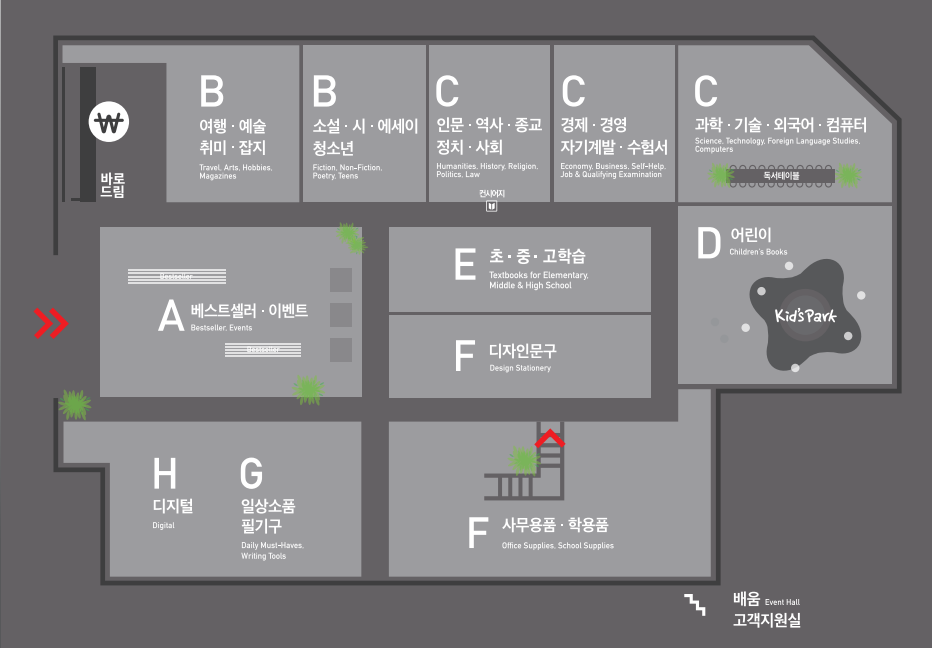 ₩
바로
드림
B
여행 · 예술
취미 · 잡지
Travel, Arts, Hobbies,
Magazines
B
소설 · 시 · 에세이
청소년
Fiction, Non-Fiction,
Poetry, Teens
C
인문 · 역사 · 종교
정치 · 사회
Humanities, History, Religion,
Politics, Law
컨시어지
C
경제 · 경영
자기계발 · 수험서
Economy, Business, Self-Help,
Job & Qualifying Examination
C
과학 · 기술 · 외국어 · 컴퓨터
Science, Technology, Foreign Language Studies,
Computers
독서테이블
Bestseller
A
베스트셀러 · 이벤트
Bestseller, Events
Bestseller
E
초 · 중 · 고학습
Textbooks for Elementary,
Middle & High School
F
디자인문구
Design Stationery
D
어린이
Children's Books
Kid'sPark
H
디지털
Digital
G
일상소품
필기구
Daily Must-Haves,
Writing Tools
F
사무용품 · 학용품
Office Supplies, School Supplies
배움 Event Hall
고객지원실